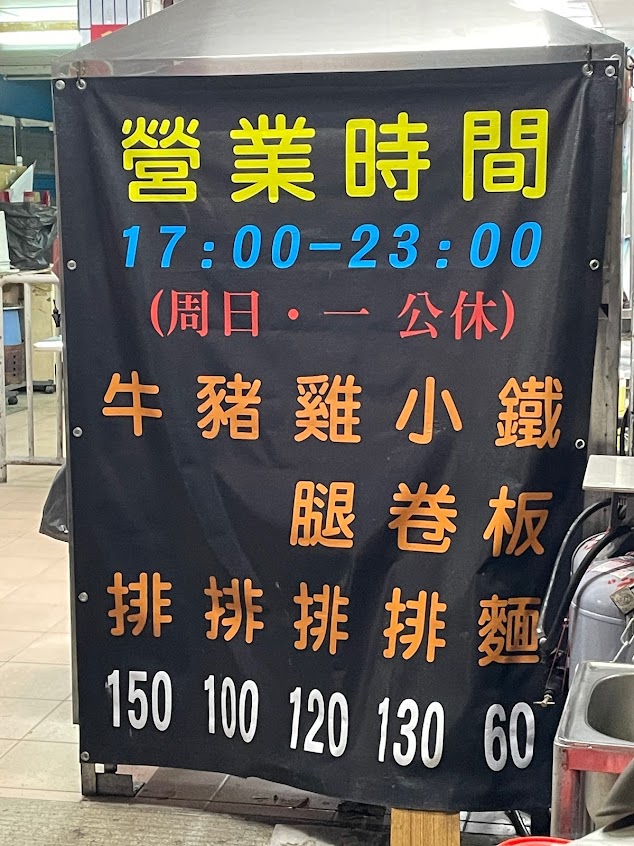 營業時間
17:00-23:00
(周日·一 公休)
鐵板麵 60
小卷排 130
雞腿排 120
豬排 100
牛排 150